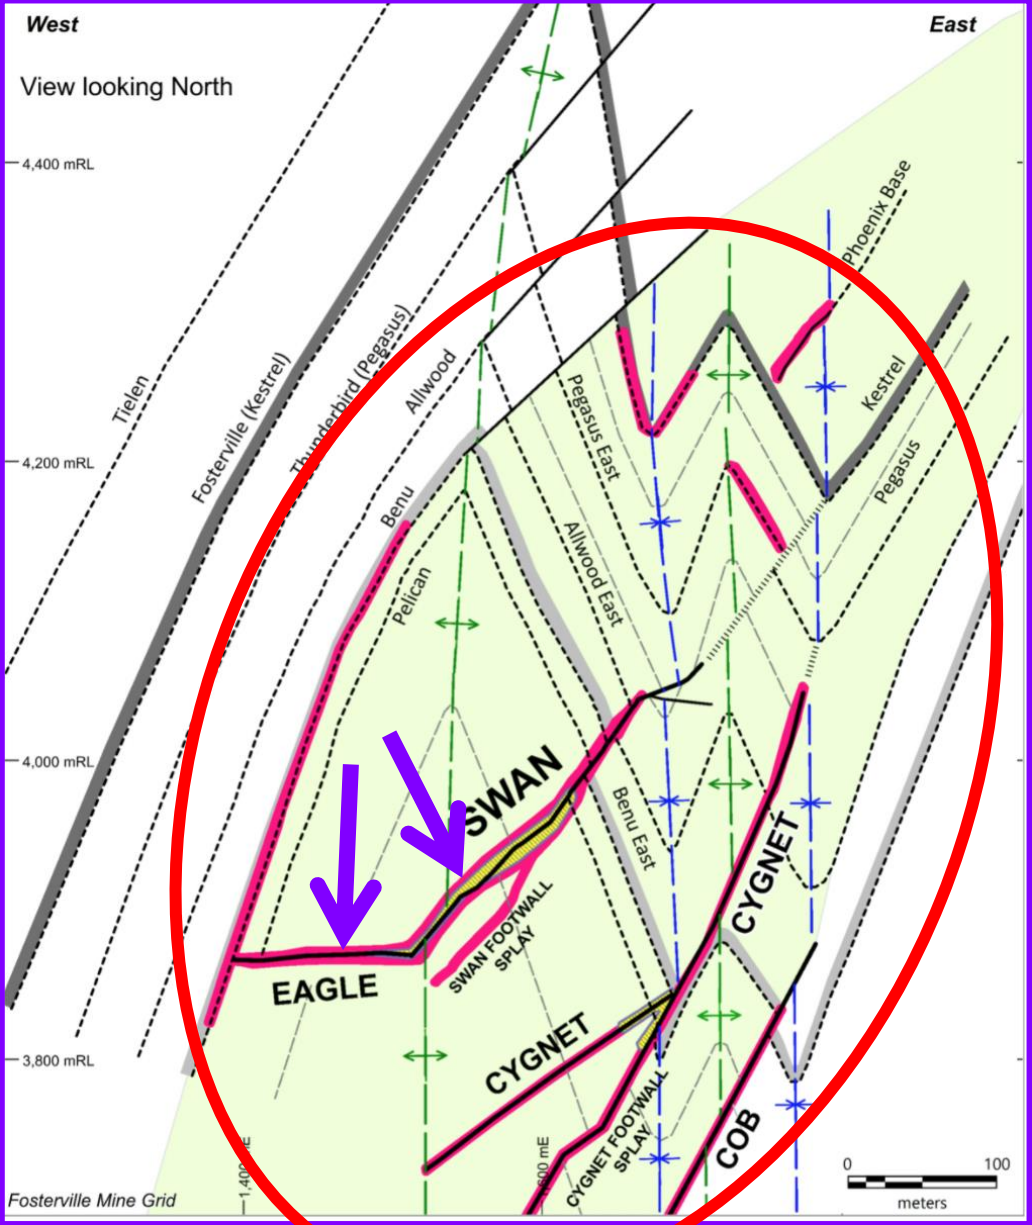 West
East
View looking North
4,400 mRL
Phoenix Base
Thunderbird (Pegasus)
Tielen
Fosterville (Kestrel)
Allwood
Pegasus East
Kestrel
4,200 mRL
Benu
Pegasus
Allwood East
Pelican
4,000 mRL
SWAN
Benu East
CYGNET
SWAN FOOTWALL
SPLAY
EAGLE
CYGNET
3,800 mRL
CYGNET FOOTWALL
SPLAY
COB
1,400 mE
600 mE
0 100
meters
Fosterville Mine Grid